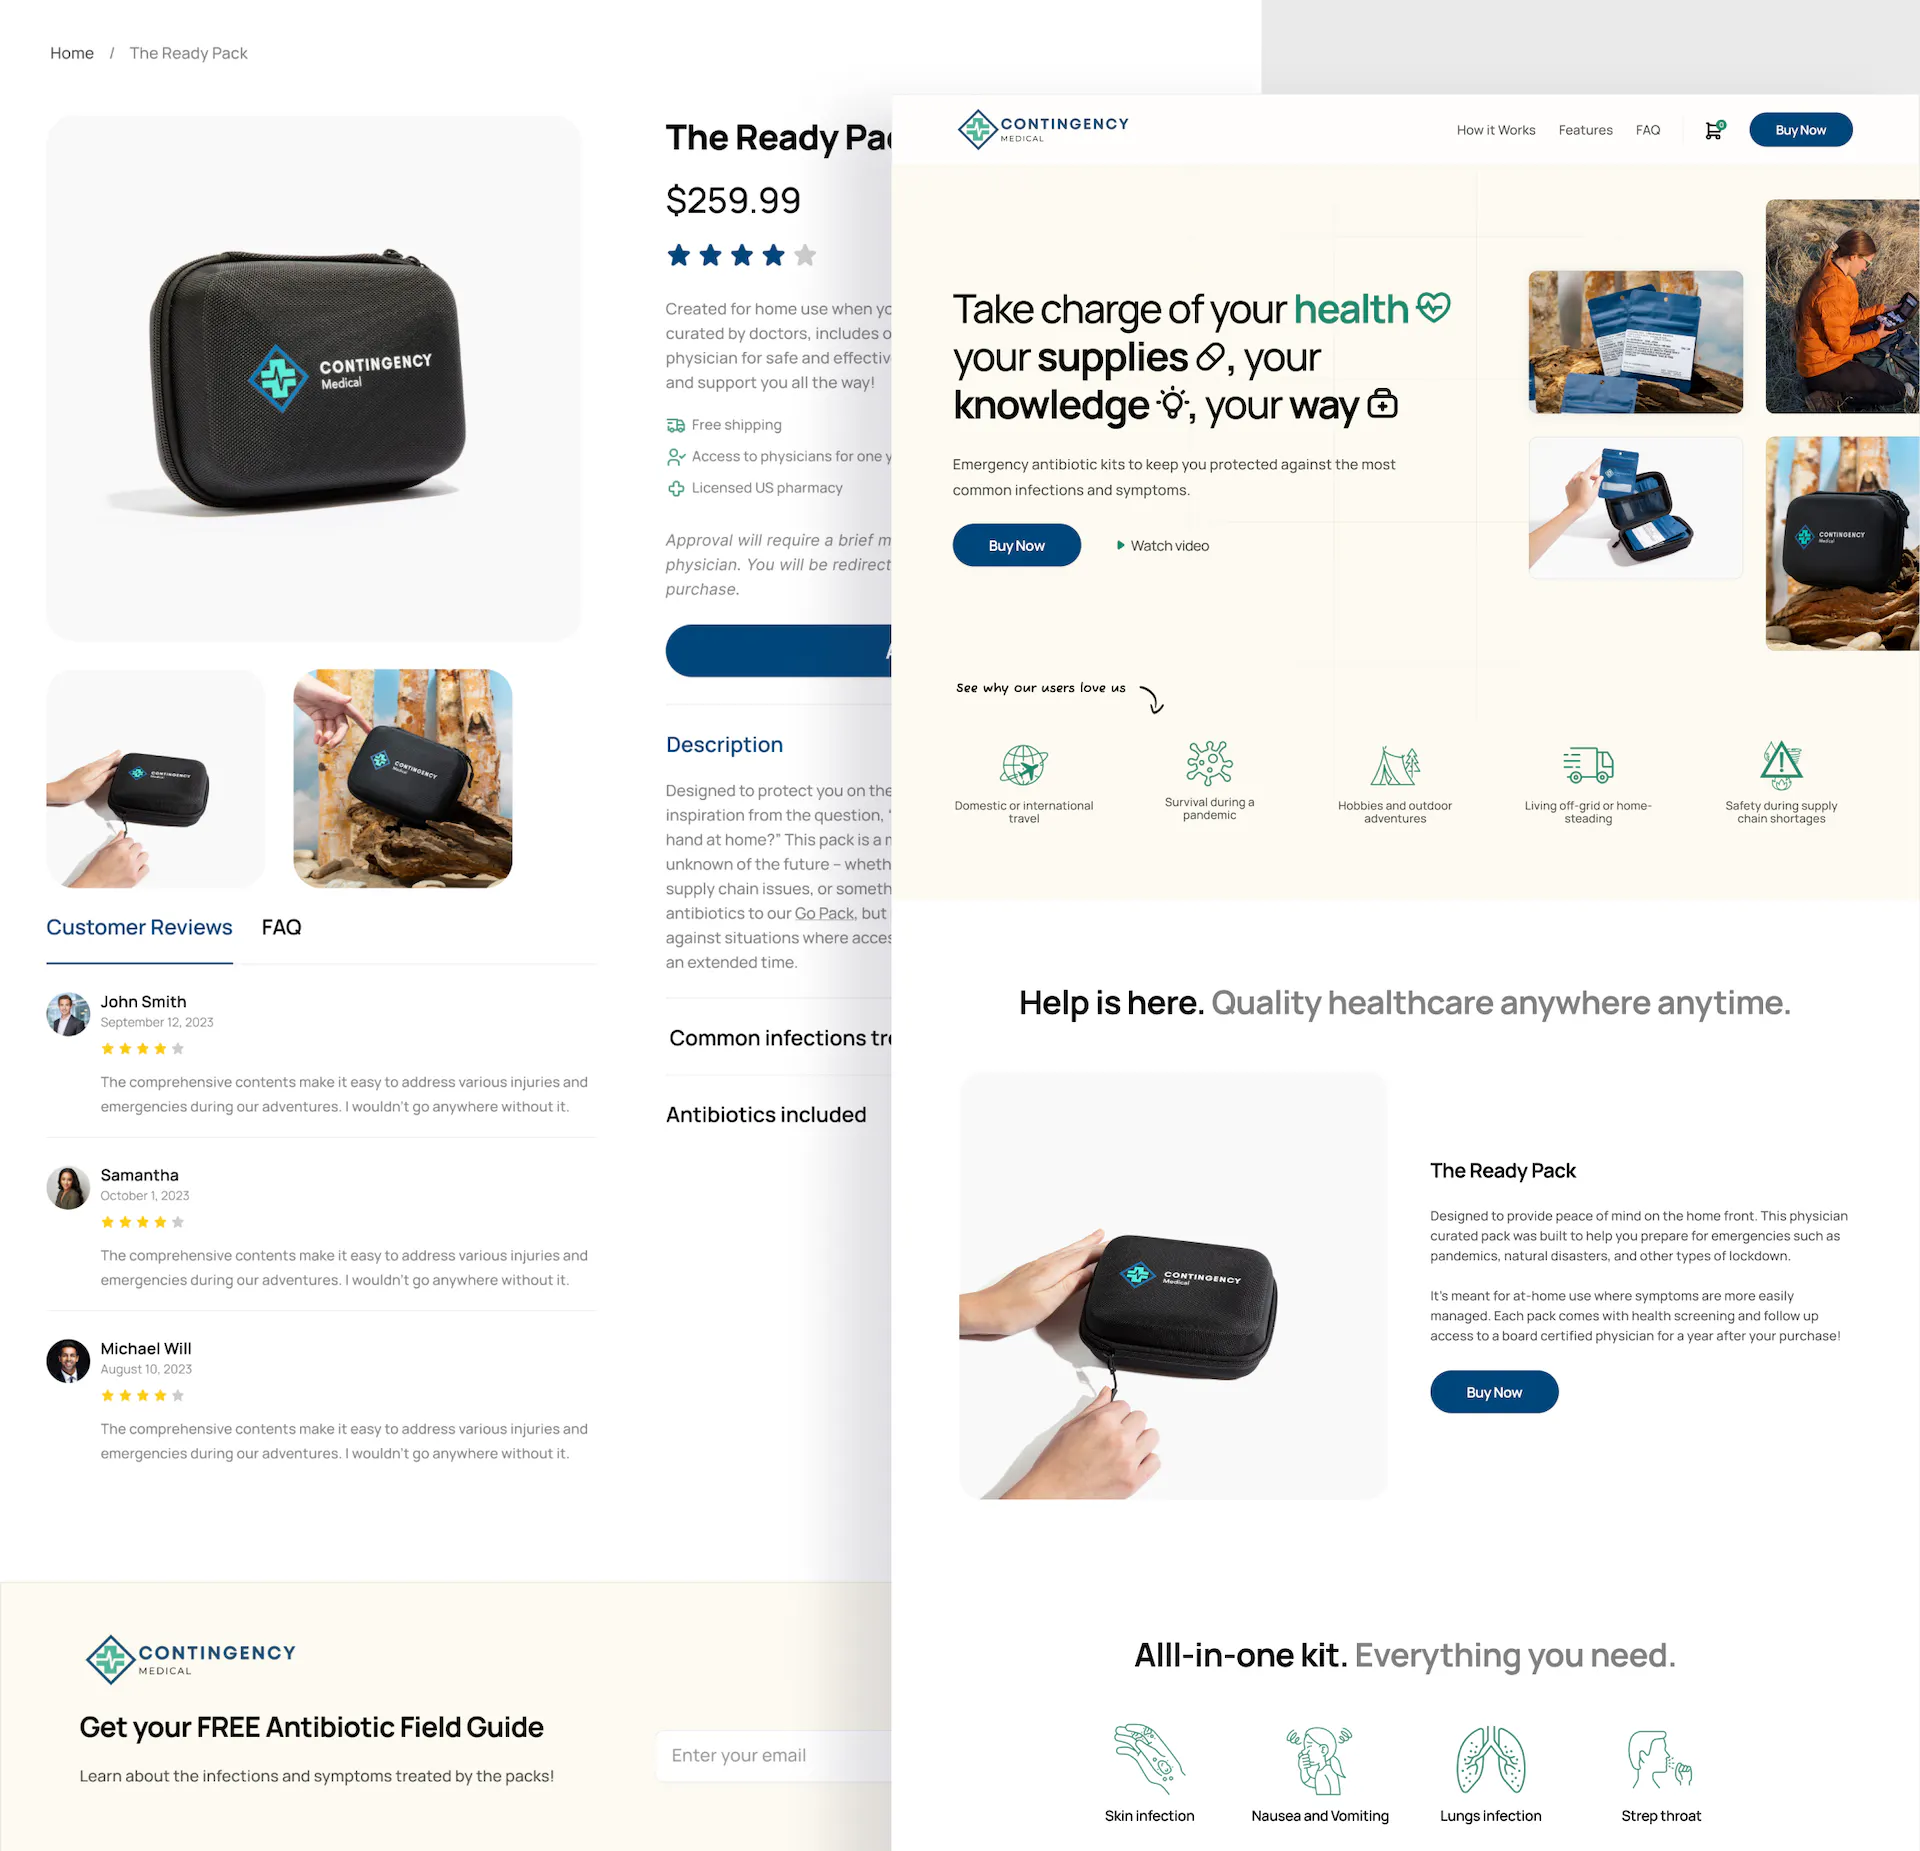 Home / The Ready Pack
CONTINGENCY
Medical
CONTINGENCY
Medical
CONTINGENCY
Medical
Customer Reviews FAQ
John Smith
September 12, 2023
The comprehensive contents make it easy to address various injuries and
emergencies during our adventures. I wouldn't go anywhere without it.
Samantha
October 1, 2023
The comprehensive contents make it easy to address various injuries and
emergencies during our adventures. I wouldn't go anywhere without it.
Michael Will
August 10, 2023
The comprehensive contents make it easy to address various injuries and
emergencies during our adventures. I wouldn't go anywhere without it.
The Ready Pac
$259.99
Created for home use when yo
curated by doctors, includes o
physician for safe and effectiv
and support you all the way!
Free shipping
Access to physicians for one y
Licensed US pharmacy
Approval will require a brief m
physician. You will be redirect
purchase.
Description
Designed to protect you on the
inspiration from the question, “
hand at home?” This pack is a m
unknown of the future – wheth
supply chain issues, or someth
antibiotics to our Go Pack, but
against situations where acces
an extended time.
Common infections tre
Antibiotics included
CONTINGENCY
MEDICAL
Get your FREE Antibiotic Field Guide
Learn about the infections and symptoms treated by the packs!
Enter your email
CONTINGENCY
MEDICAL
How it Works Features FAQ 0 Buy Now
Take charge of your health
your supplies, your
knowledge, your way
Emergency antibiotic kits to keep you protected against the most
common infections and symptoms.
Buy Now Watch video
CONTINGENCY
Medical
See why our users love us
Domestic or international
travel
Survival during a
pandemic
Hobbies and outdoor
adventures
Living off-grid or home-
steading
Safety during supply
chain shortages
Help is here. Quality healthcare anywhere anytime.
CONTINGENCY
Medical
The Ready Pack
Designed to provide peace of mind on the home front. This physician
curated pack was built to help you prepare for emergencies such as
pandemics, natural disasters, and other types of lockdown.
It's meant for at-home use where symptoms are more easily
managed. Each pack comes with health screening and follow up
access to a board certified physician for a year after your purchase!
Buy Now
Alll-in-one kit. Everything you need.
Skin infection
Nausea and Vomiting
Lungs infection
Strep throat